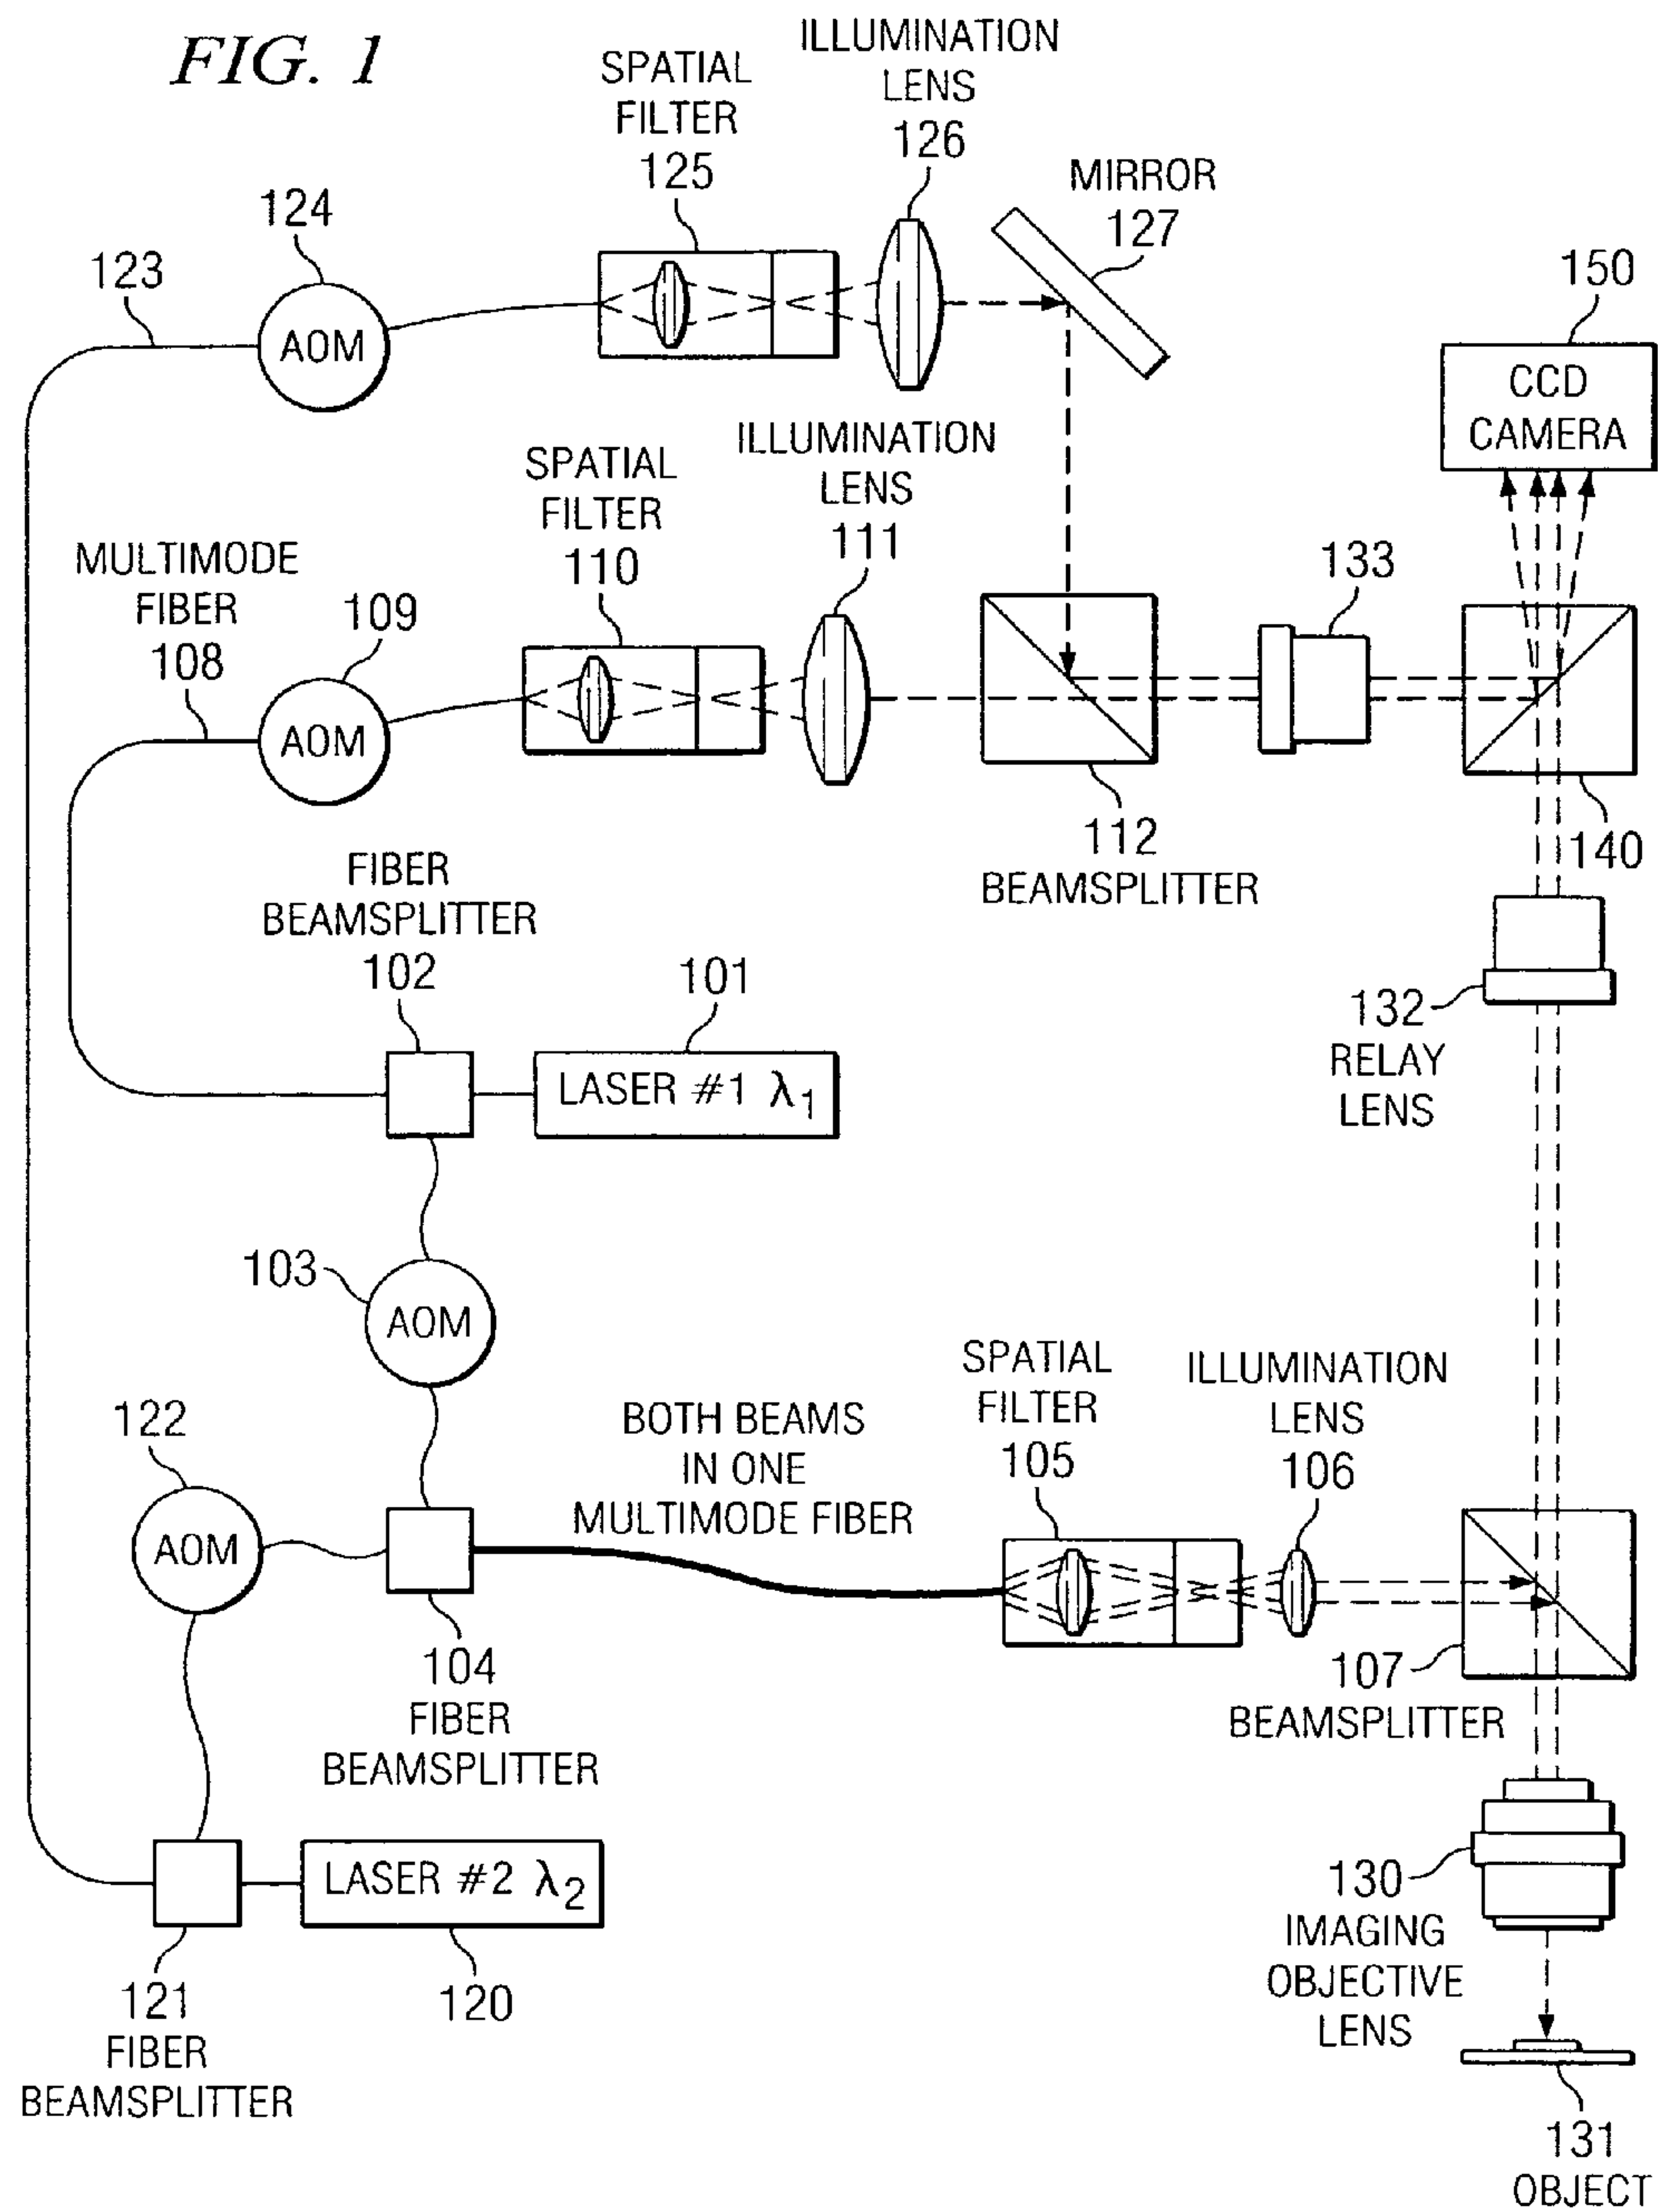 FIG. 1
SPATIAL
FILTER
125
ILLUMINATION
LENS
126
MIRROR
127
124
123
AOM
150
CCD
CAMERA
SPATIAL
FILTER
110
ILLUMINATION
LENS
111
133
MULTIMODE
FIBER
108
109
AOM
112
BEAMSPLITTER
140
FIBER
BEAMSPLITTER
102
101
LASER #1 λ1
132
RELAY
LENS
103
AOM
122
AOM
BOTH BEAMS
IN ONE
MULTIMODE FIBER
SPATIAL
FILTER
105
ILLUMINATION
LENS
106
104
FIBER
BEAMSPLITTER
107
BEAMSPLITTER
LASER #2 λ2
121
FIBER
BEAMSPLITTER
120
130
IMAGING
OBJECTIVE
LENS
131
OBJECT